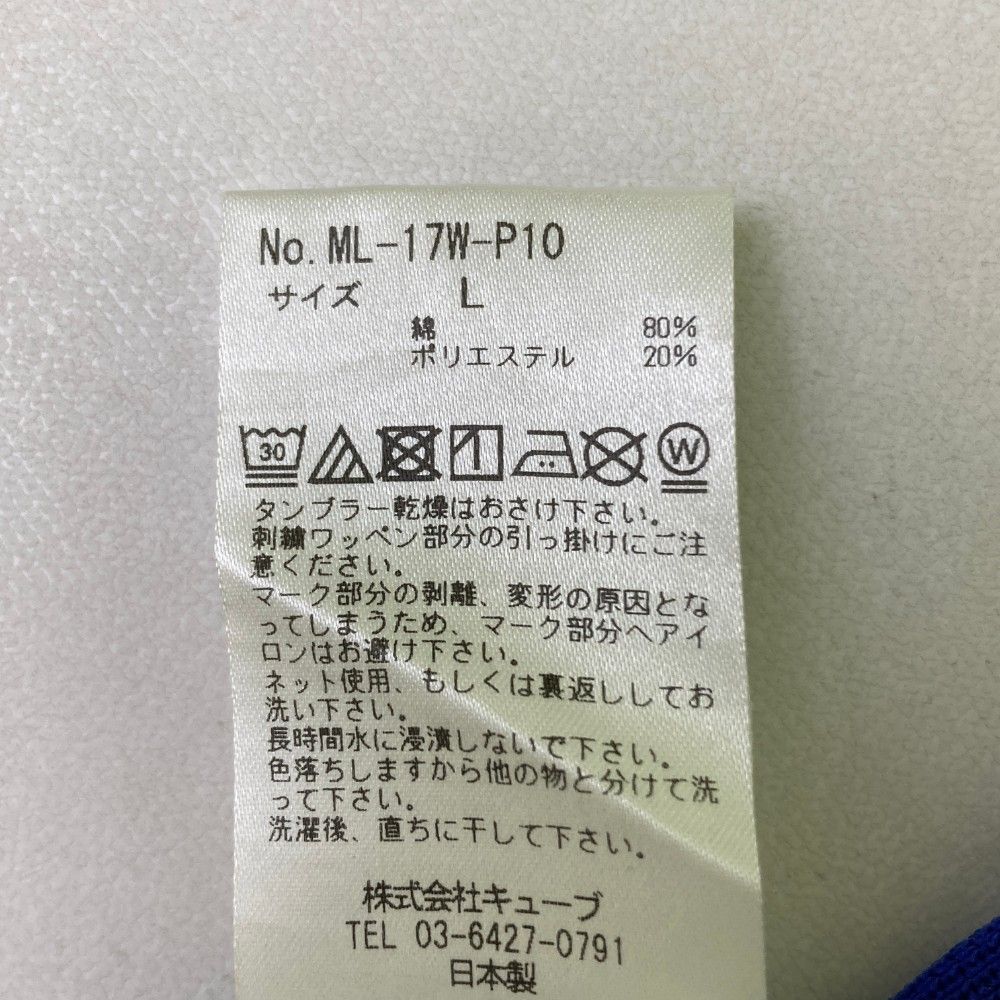 No. ML-17W-P10
サイズ L
綿 80%
ポリエステル 20%
30 W
タンブラー乾燥はおさけ下さい。
刺繍ワッペン部分の引っ掛けにご注
意ください。
マーク部分の剥離、変形の原因とな
ってしまうため、マーク部分へアイ
ロンはお避け下さい。
ネット使用、もしくは裏返ししてお
洗い下さい。
長時間水に浸漬しないで下さい。
色落ちしますから他の物と分けて洗
って下さい。
洗濯後、直ちに干して下さい。
株式会社キューブ
TEL 03-6427-0791
日本製